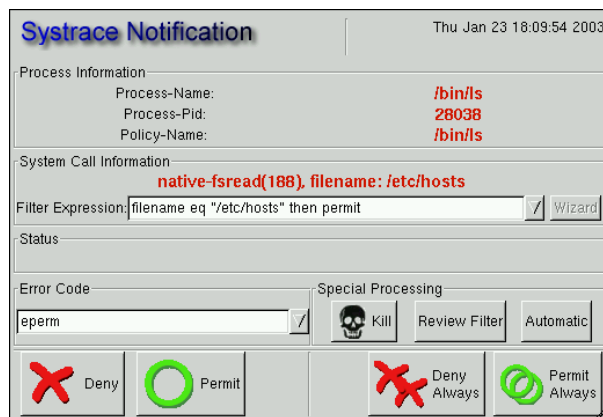 Systrace Notification
Thu Jan 23 18:09:54 2003
Process Information
Process-Name: /bin/ls
Process-Pid: 28038
Policy-Name: /bin/ls
System Call Information
native-fsread(188), filename: /etc/hosts
Filter Expression: filename eq "/etc/hosts" then permit
Wizard
Status
Error Code
eperm
Special Processing
Kill
Review Filter
Automatic
Deny
Permit
Deny
Always
Permit
Always